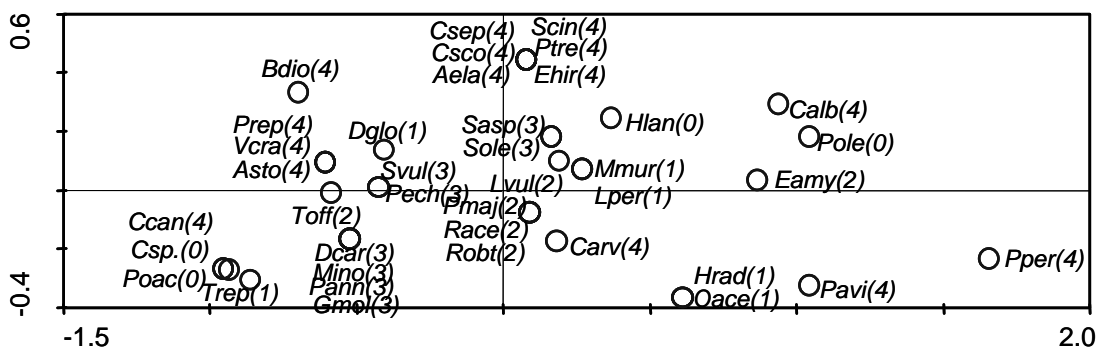 0.6
Csep(4) Scin(4)
Csco(4) Ptre(4)
Aela(4) Ehir(4)
Bdio(4)
Calb(4)
Prep(4) Dglo(1) Sasp(3) Hlan(0)
Vcra(4) Sole(3) Pole(0)
Asto(4) Svul(3) Mmur(1)
Pech(3) Lvul(2) Lper(1) Eamy(2)
Toff(2) Pmaj(2)
Ccan(4) Race(2)
Csp.(0) Dcar(3) Robt(2) Carv(4)
Poac(0) Mino(3) Hrad(1) Pper(4)
Trep(1) Pann(3) Oace(1) Pavi(4)
Gmol(3)
-0.4
-1.5 2.0